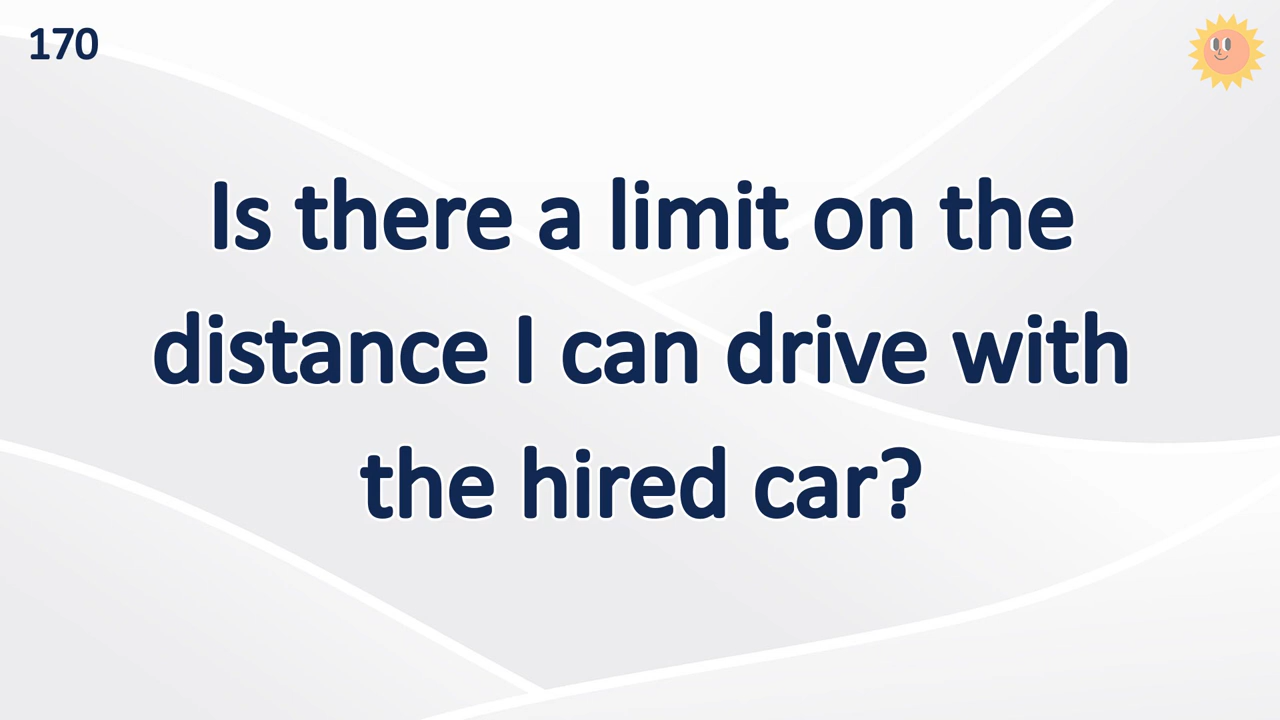 170
Is there a limit on the
distance I can drive with
the hired car?